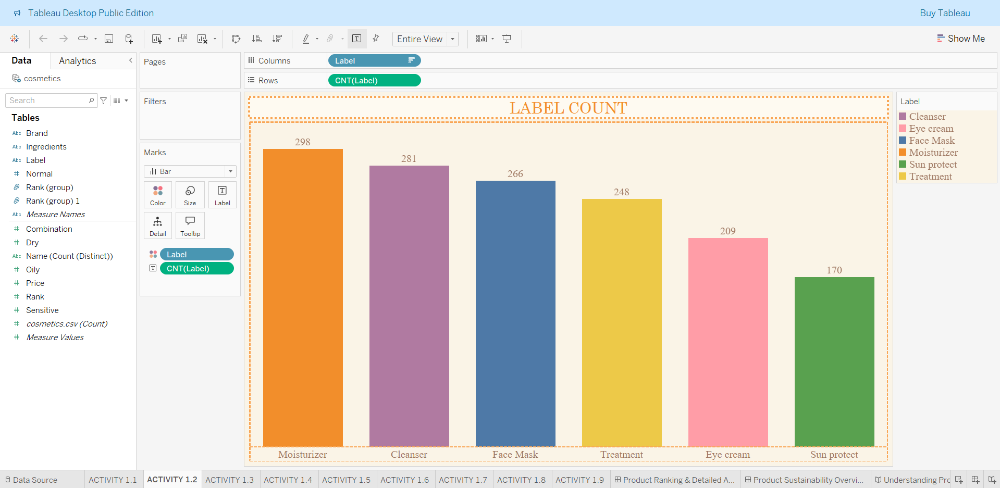 Tableau Desktop Public Edition
Buy Tableau
Entire View
Show Me
Data
Analytics
cosmetics
Search
Tables
Abc Brand
Abc Ingredients
Abc Label
# Normal
Rank (group)
Rank (group) 1
Abc Measure Names
# Combination
# Dry
Abc Name (Count (Distinct))
# Oily
# Price
# Rank
# Sensitive
# cosmetics.csv (Count)
# Measure Values
Pages
Filters
Marks
Bar
Color
Size
T
Label
Detail
Tooltip
Label
T CNT(Label)
Columns
Label
Rows
CNT(Label)
LABEL COUNT
298
281
266
248
209
170
Moisturizer
Cleanser
Face Mask
Treatment
Eye cream
Sun protect
Label
Cleanser
Eye cream
Face Mask
Moisturizer
Sun protect
Treatment
Data Source
ACTIVITY 1.1
ACTIVITY 1.2
ACTIVITY 1.3
ACTIVITY 1.4
ACTIVITY 1.5
ACTIVITY 1.6
ACTIVITY 1.7
ACTIVITY 1.8
ACTIVITY 1.9
Product Ranking & Detailed A...
Product Sustainability Overvi...
Understanding Pro